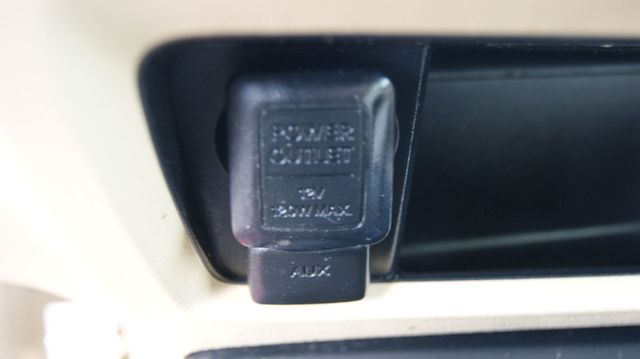 POWER
OUTLET
12V
120W MAX.
AUX